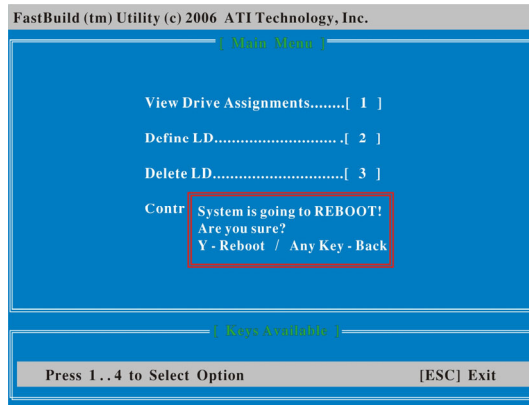 FastBuild (tm) Utility (c) 2006 ATI Technology, Inc.
[ Main Menu ]
View Drive Assignments........[ 1 ]
Define LD.............................[ 2 ]
Delete LD.............................[ 3 ]
Contr
System is going to REBOOT!
Are you sure?
Y - Reboot / Any Key - Back
[ Keys Available ]
Press 1..4 to Select Option [ESC] Exit